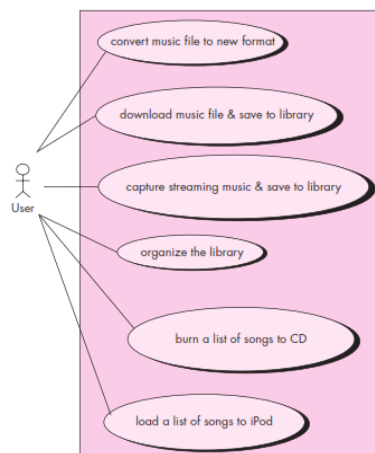 convert music file to new format
download music file & save to library
capture streaming music & save to library
User
organize the library
burn a list of songs to CD
load a list of songs to iPod